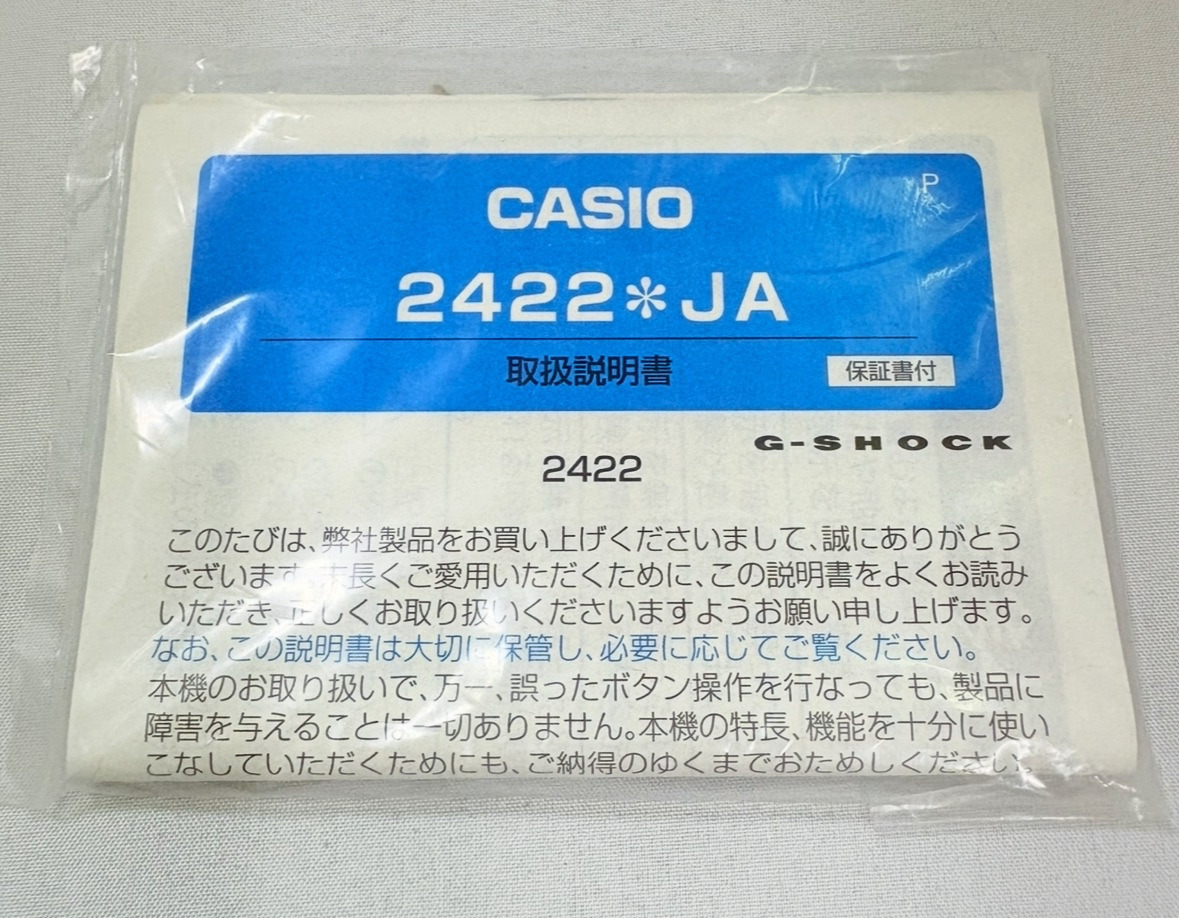 P
CASIO
2422*JA
取扱説明書
保証書付
G-SHOCK
2422
このたびは、弊社製品をお買い上げくださいまして、誠にありがとう
ございます。末長くご愛用いただくために、この説明書をよくお読み
いただき、正しくお取り扱いくださいますようお願い申し上げます。
なお、この説明書は大切に保管し、必要に応じてご覧ください。
本機のお取り扱いで、万一、誤ったボタン操作を行なっても、製品に
障害を与えることは一切ありません。本機の特長、機能を十分に使い
こなしていただくためにも、ご納得のゆくまでおためしください。